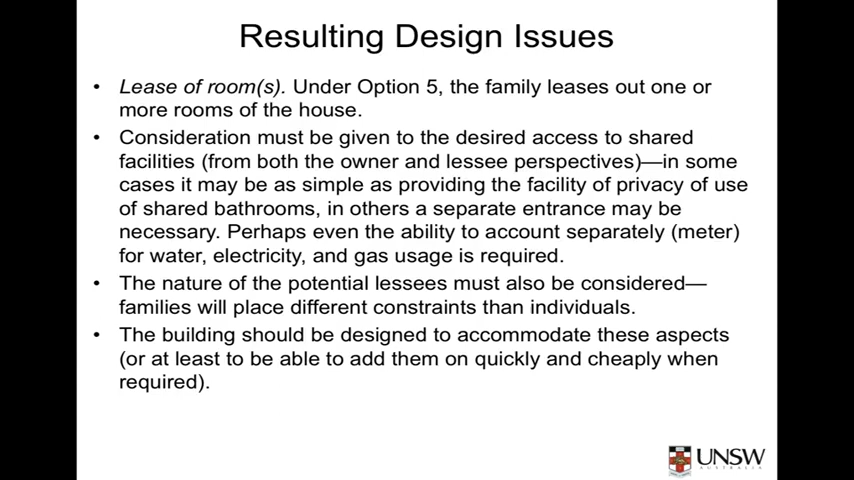 Resulting Design Issues
• Lease of room(s). Under Option 5, the family leases out one or
more rooms of the house.
• Consideration must be given to the desired access to shared
facilities (from both the owner and lessee perspectives)—in some
cases it may be as simple as providing the facility of privacy of use
of shared bathrooms, in others a separate entrance may be
necessary. Perhaps even the ability to account separately (meter)
for water, electricity, and gas usage is required.
• The nature of the potential lessees must also be considered—
families will place different constraints than individuals.
• The building should be designed to accommodate these aspects
(or at least to be able to add them on quickly and cheaply when
required).
UNSW
AUSTRALIA